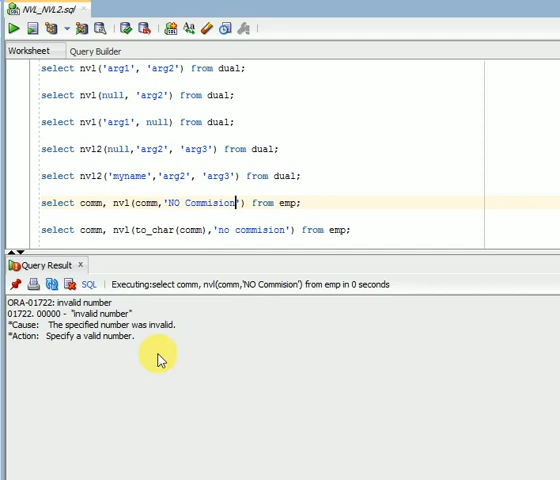 NVL_NVL2.sql
Worksheet Query Builder
select nvl('arg1', 'arg2') from dual;
select nvl(null, 'arg2') from dual;
select nvl('arg1', null) from dual;
select nvl2(null,'arg2', 'arg3') from dual;
select nvl2('myname','arg2', 'arg3') from dual;
select comm, nvl(comm,'NO Commision') from emp;
select comm, nvl(to_char(comm),'no commision') from emp;
Query Result x
SQL Executing:select comm, nvl(comm,'NO Commision') from emp in 0 seconds
ORA-01722: invalid number
01722. 00000 - "invalid number"
*Cause: The specified number was invalid.
*Action: Specify a valid number.